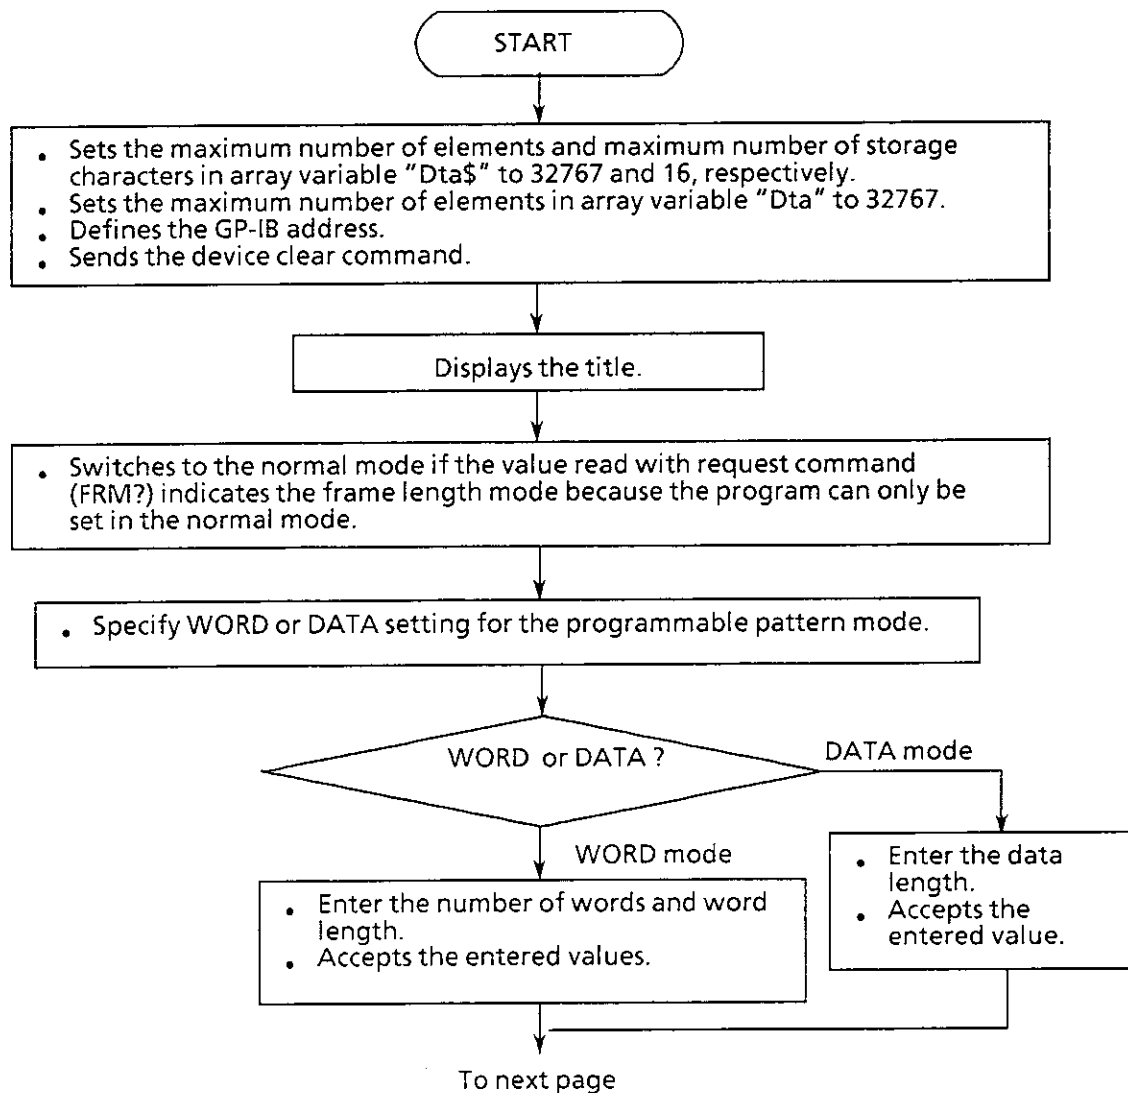 START
• Sets the maximum number of elements and maximum number of storage
characters in array variable "Dta$" to 32767 and 16, respectively.
• Sets the maximum number of elements in array variable "Dta" to 32767.
• Defines the GP-IB address.
• Sends the device clear command.
Displays the title.
• Switches to the normal mode if the value read with request command
(FRM?) indicates the frame length mode because the program can only be
set in the normal mode.
• Specify WORD or DATA setting for the programmable pattern mode.
WORD or DATA ?
DATA mode
WORD mode
• Enter the number of words and word
length.
• Accepts the entered values.
• Enter the data
length.
• Accepts the
entered value.
To next page